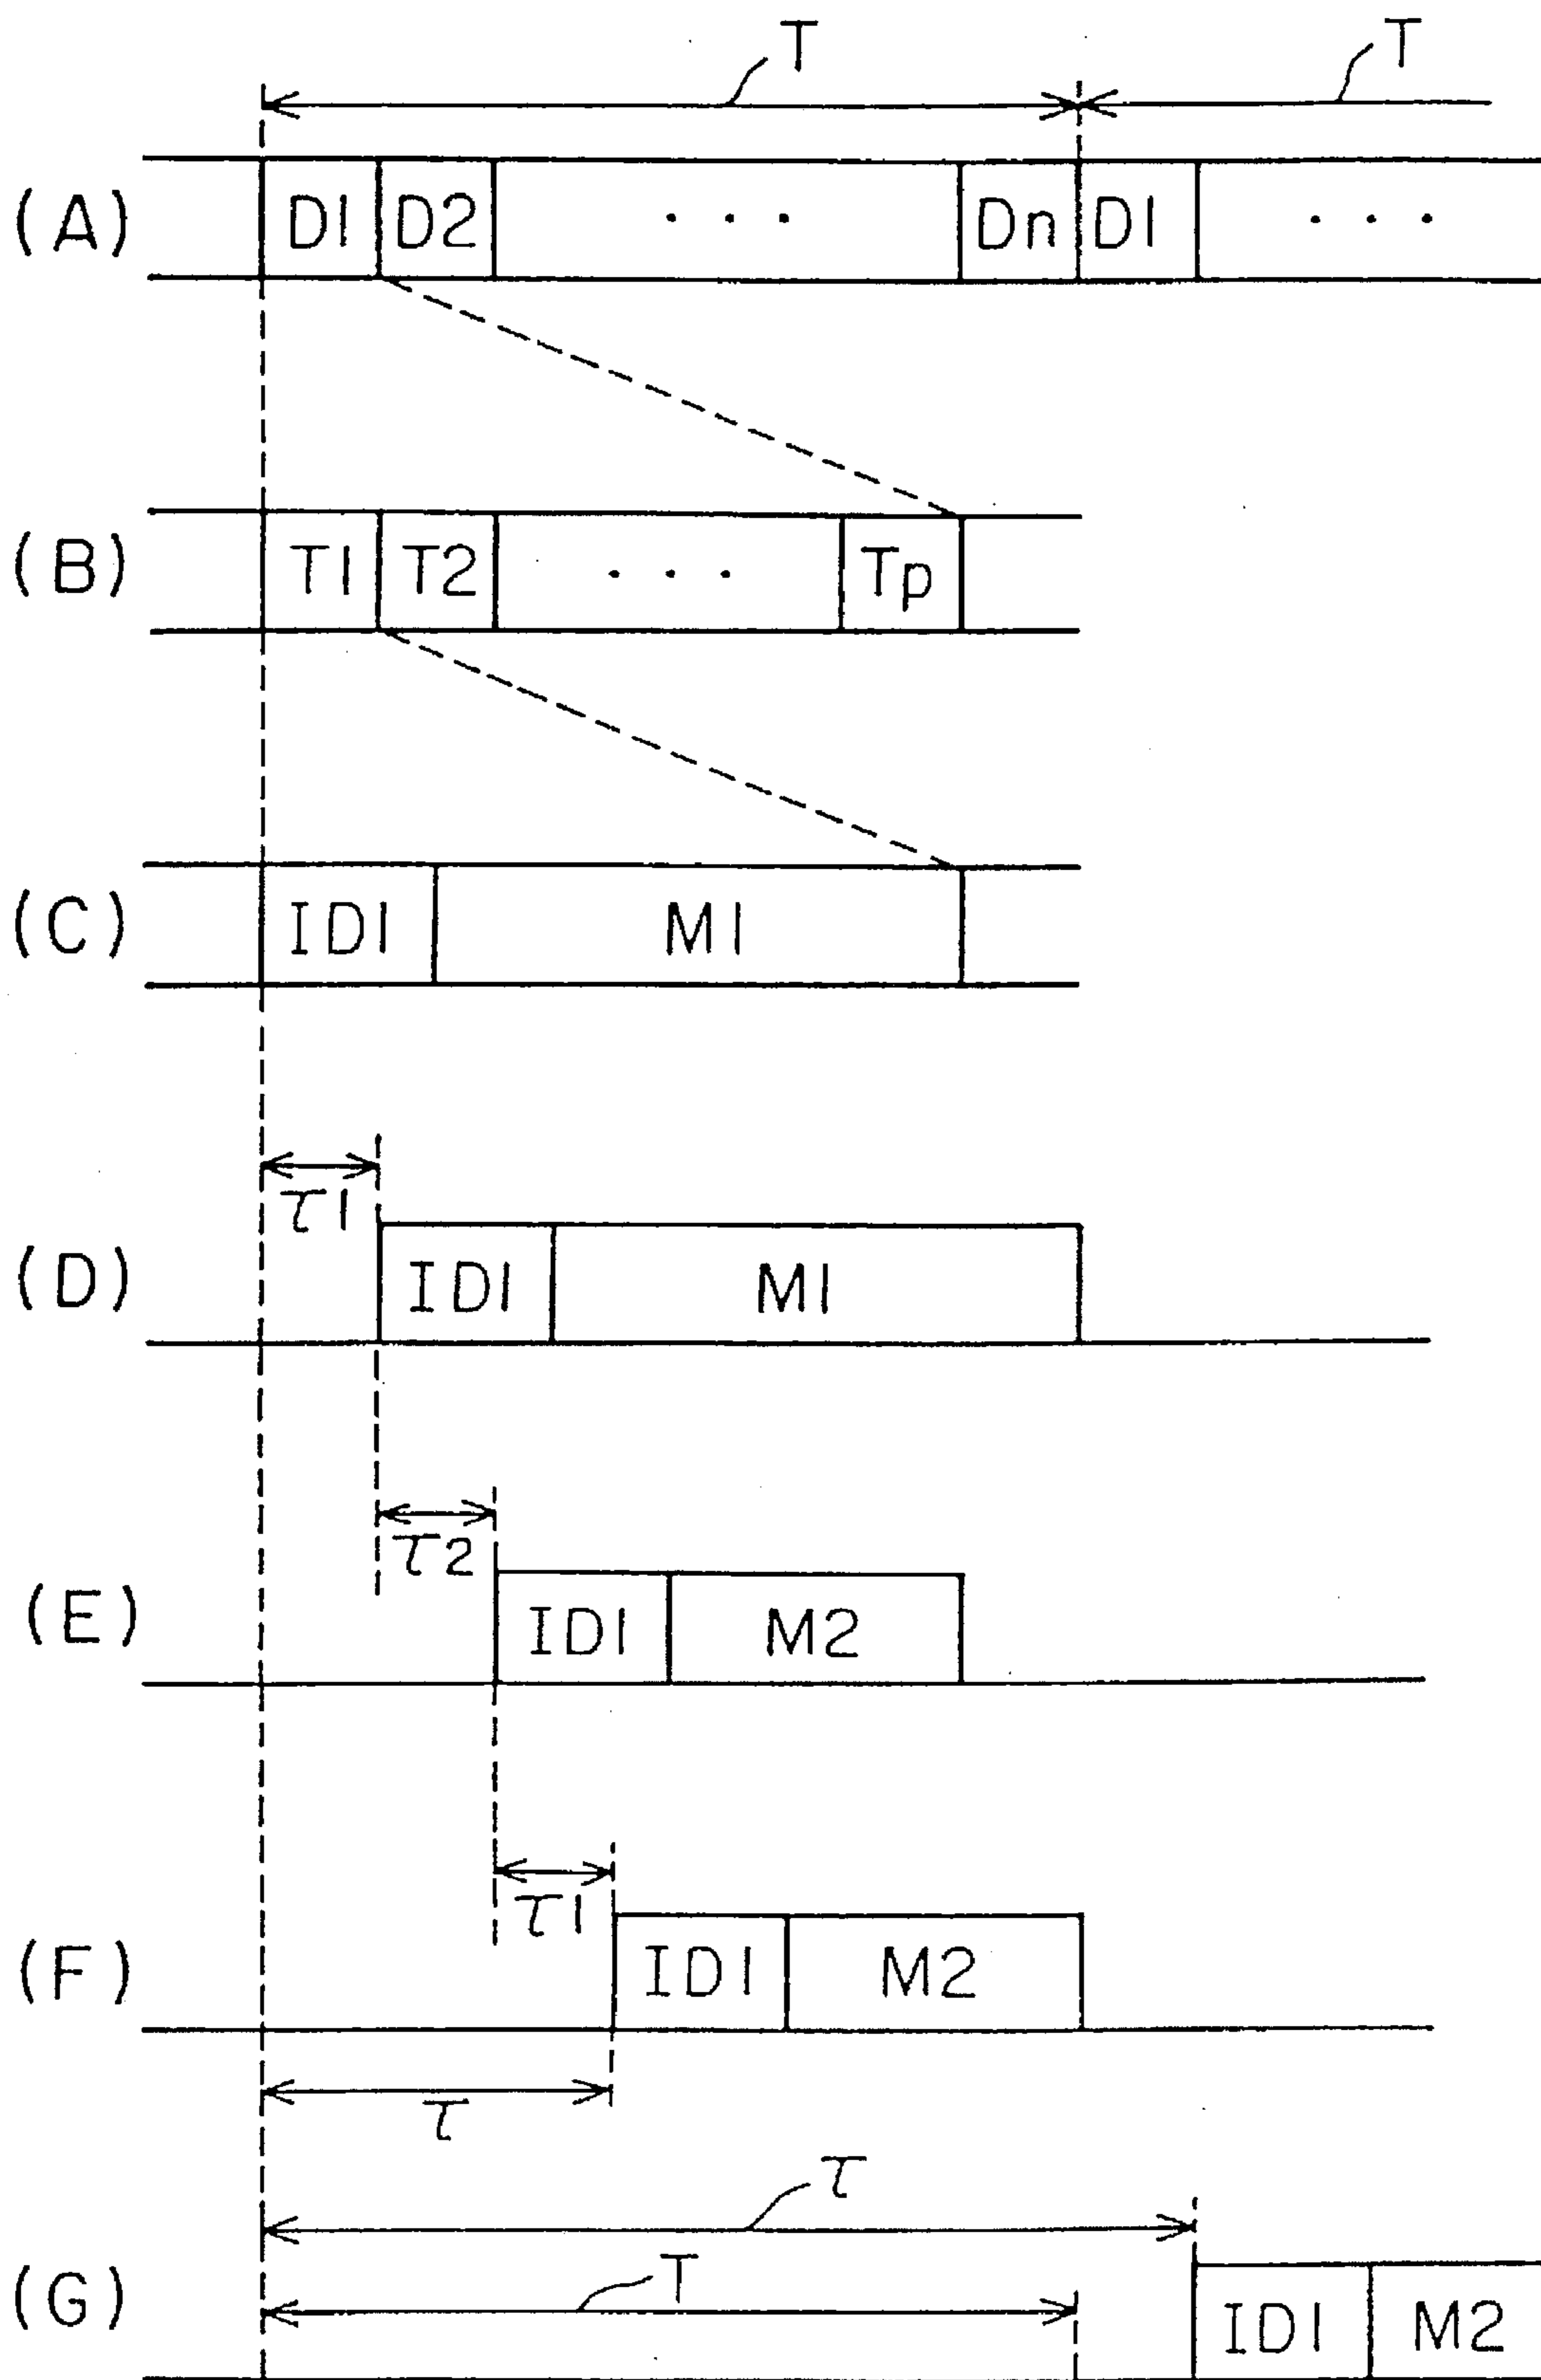 T T
(A) D1 D2 · · · Dn D1 · · ·
(B) T1 T2 · · · Tp
(C) ID1 M1
τ1
(D) ID1 M1
τ2
(E) ID1 M2
τ1
(F) ID1 M2
τ
τ
T
(G) ID1 M2